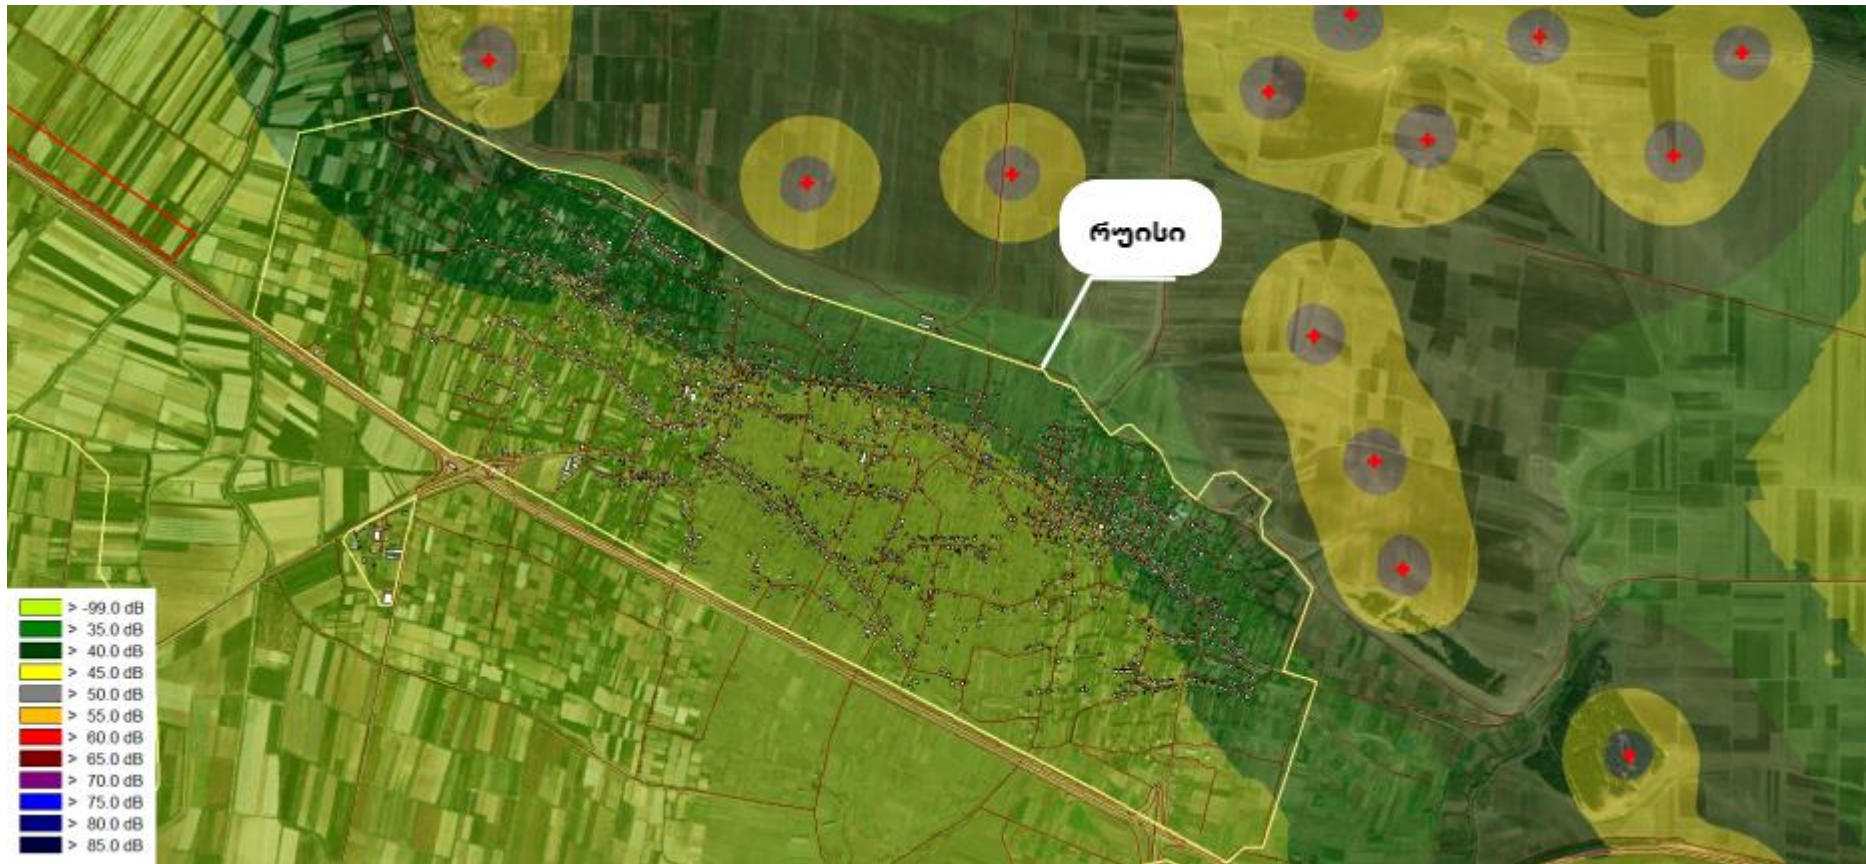 რუისი
> -99.0 dB
> 35.0 dB
> 40.0 dB
> 45.0 dB
> 50.0 dB
> 55.0 dB
> 60.0 dB
> 65.0 dB
> 70.0 dB
> 75.0 dB
> 80.0 dB
> 85.0 dB